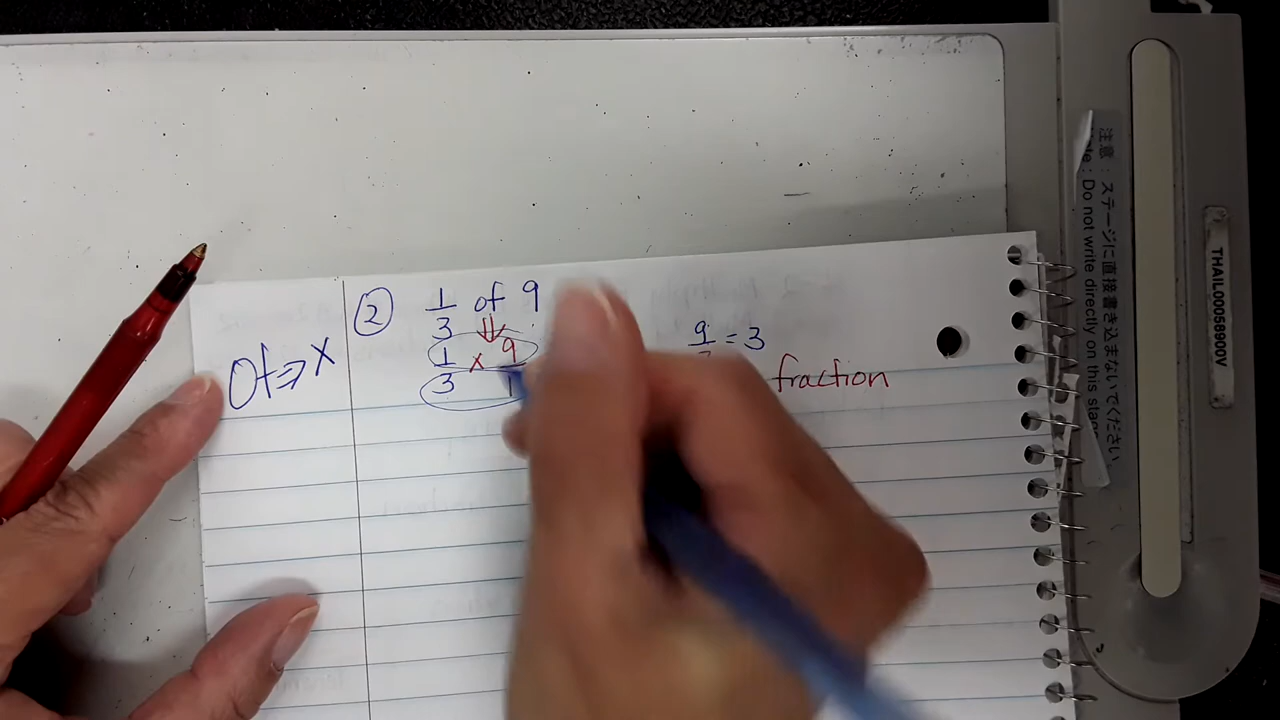 ② 1/3 of 9
⇓
1/3 x 9/1
Of ⇒ x
9 = 3
fraction
注意：ステージに直接書き込まないでください
Note : Do not write directly on this stage
THAIL00058900V